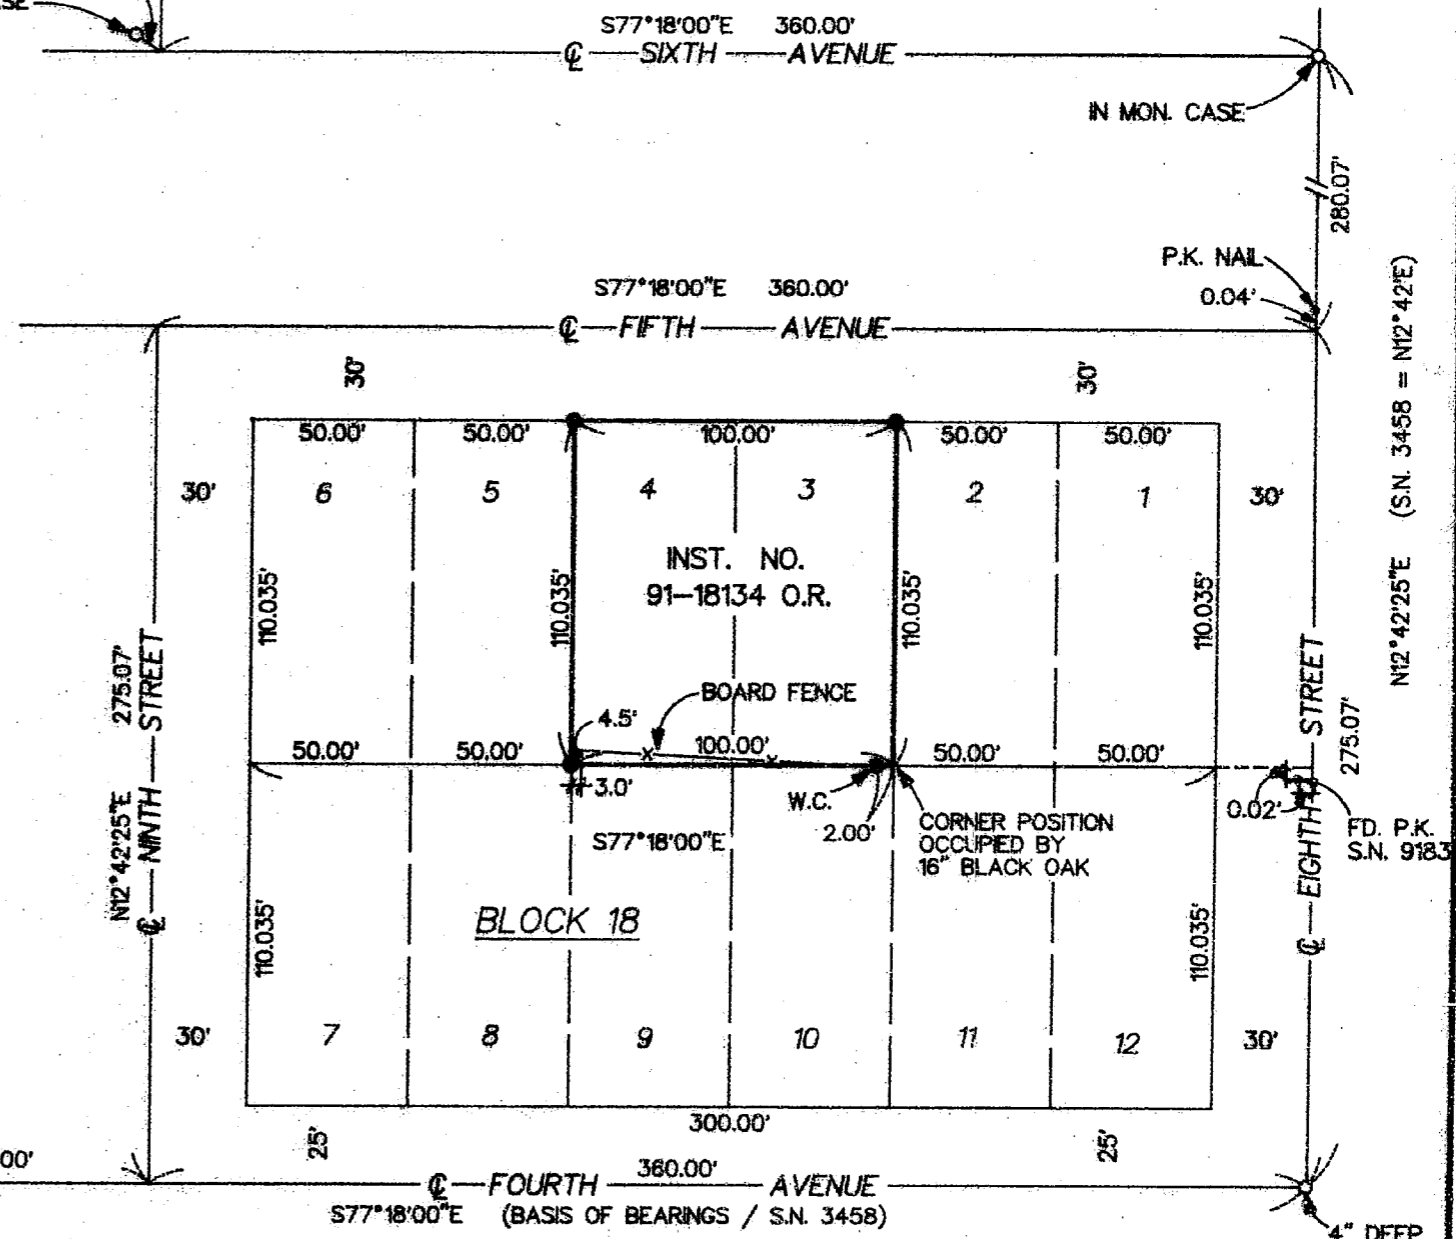 S77°18'00"E 360.00'
℄ SIXTH AVENUE
IN MON. CASE
280.07'
P.K. NAIL
0.04'
S77°18'00"E 360.00'
℄ FIFTH AVENUE
N12°42'25"E (S.N. 3458 = N12°42'E)
30' 30'
50.00' 50.00' 100.00' 50.00' 50.00'
30' 6 5 4 3 2 1 30'
INST. NO.
91-18134 O.R.
110.035' 110.035' 110.035' 110.035'
BOARD FENCE
4.5'
50.00' 50.00' 100.00' 50.00' 50.00'
3.0'
W.C.
2.00'
CORNER POSITION
OCCUPIED BY
16" BLACK OAK
0.02'
FD. P.K.
S.N. 9183
S77°18'00"E
N12°42'25"E 275.07'
℄ NINTH STREET
℄ EIGHTH STREET
275.07'
BLOCK 18
110.035' 110.035'
30' 7 8 9 10 11 12 30'
300.00'
25' 25'
00'
360.00'
℄ FOURTH AVENUE
S77°18'00"E (BASIS OF BEARINGS / S.N. 3458)
4" DEEP